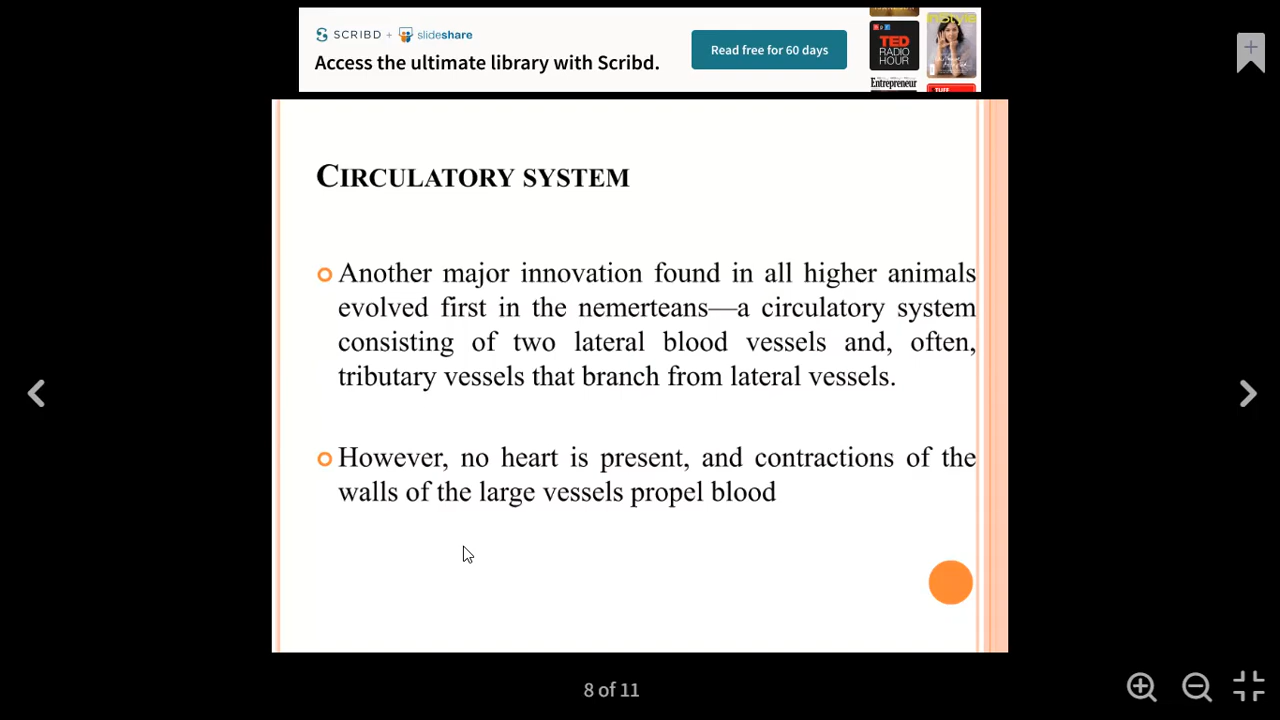 SCRIBD + slideshare
Access the ultimate library with Scribd.
Read free for 60 days
TED
RADIO
HOUR
InStyle
Entrepreneur
CIRCULATORY SYSTEM
Another major innovation found in all higher animals
evolved first in the nemerteans—a circulatory system
consisting of two lateral blood vessels and, often,
tributary vessels that branch from lateral vessels.
However, no heart is present, and contractions of the
walls of the large vessels propel blood
8 of 11